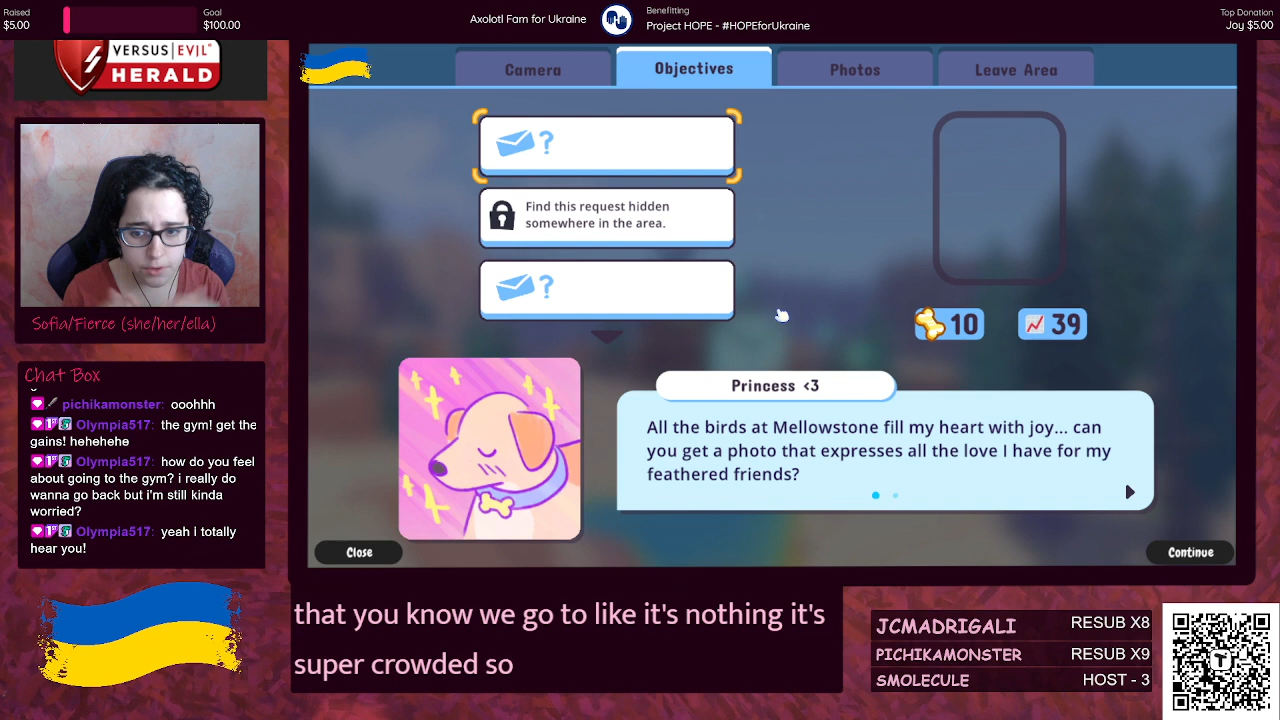 Raised
$5.00
Goal
$100.00
Axolotl Fam for Ukraine
Benefitting
Project HOPE - #HOPEforUkraine
Top Donation
Joy $5.00
VERSUS|EVIL®
HERALD
Sofia/Fierce (she/her/ella)
Chat Box
pichikamonster: ooohhh
Olympia517: the gym! get the
gains! hehehehe
Olympia517: how do you feel
about going to the gym? i really do
wanna go back but i'm still kinda
worried?
Olympia517: yeah i totally
hear you!
Camera
Objectives
Photos
Leave Area
?
Find this request hidden
somewhere in the area.
?
10
39
Princess <3
All the birds at Mellowstone fill my heart with joy... can
you get a photo that expresses all the love I have for my
feathered friends?
Close
Continue
that you know we go to like it's nothing it's
super crowded so
JCMADRIGALI RESUB X8
PICHIKAMONSTER RESUB X9
SMOLECULE HOST - 3
T